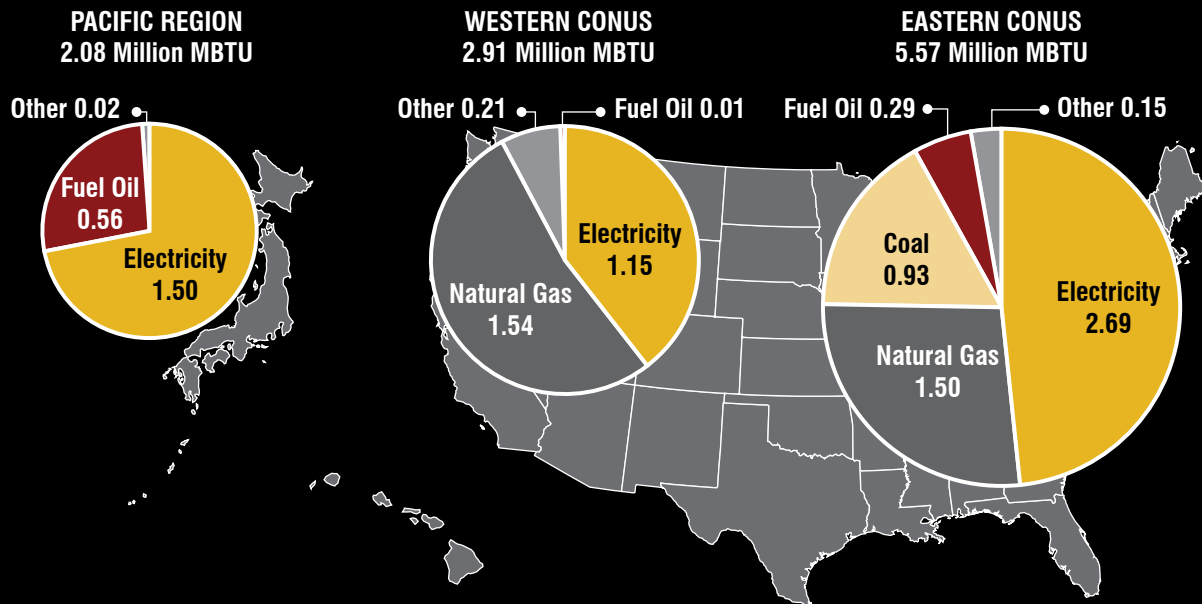 PACIFIC REGION
2.08 Million MBTU
Other 0.02
Fuel Oil
0.56
Electricity
1.50
WESTERN CONUS
2.91 Million MBTU
Other 0.21
Fuel Oil 0.01
Electricity
1.15
Natural Gas
1.54
EASTERN CONUS
5.57 Million MBTU
Fuel Oil 0.29
Other 0.15
Coal
0.93
Electricity
2.69
Natural Gas
1.50